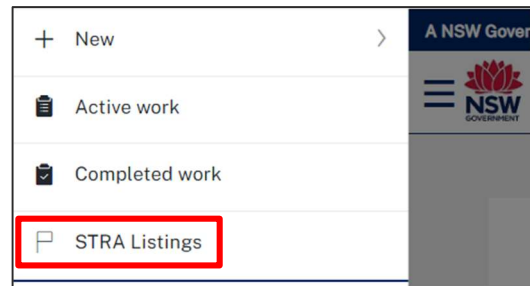 New
A NSW Gover
Active work
NSW
GOVERNMENT
Completed work
STRA Listings